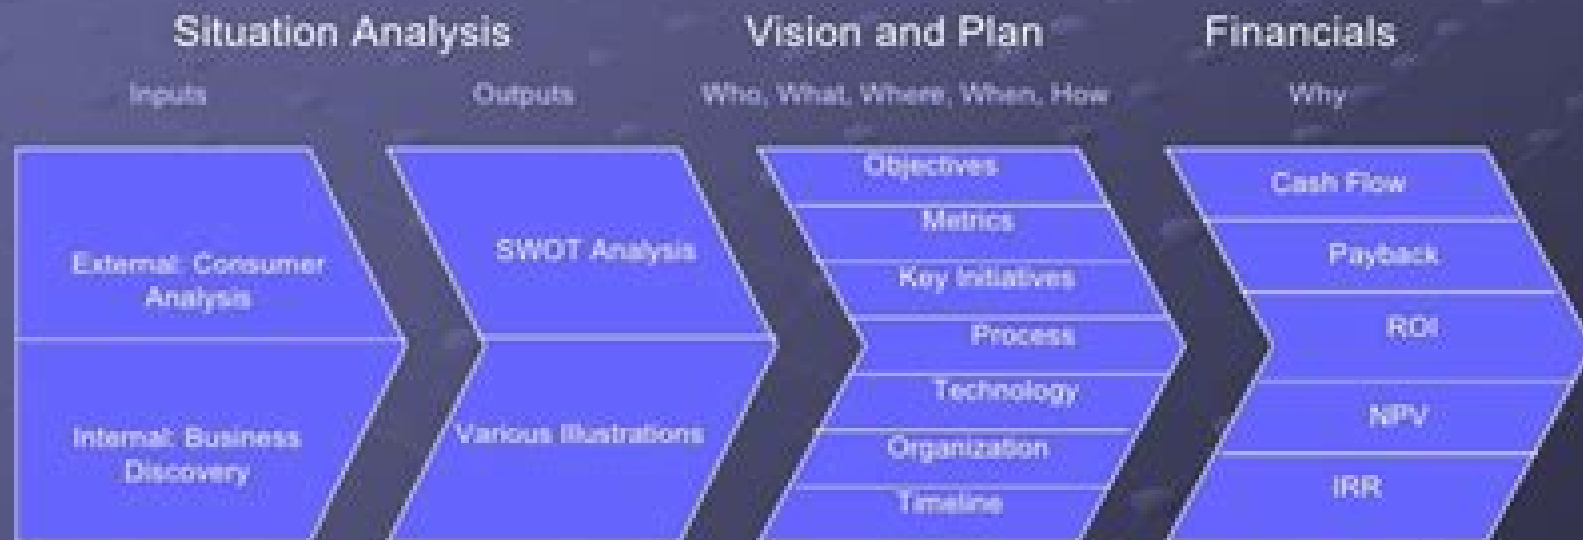 Situation Analysis
Vision and Plan
Financials
Inputs
Outputs
Who, What, Where, When, How
Why
External: Consumer
Analysis
Internal: Business
Discovery
SWOT Analysis
Various Illustrations
Objectives
Metrics
Key Initiatives
Process
Technology
Organization
Timeline
Cash Flow
Payback
ROI
NPV
IRR